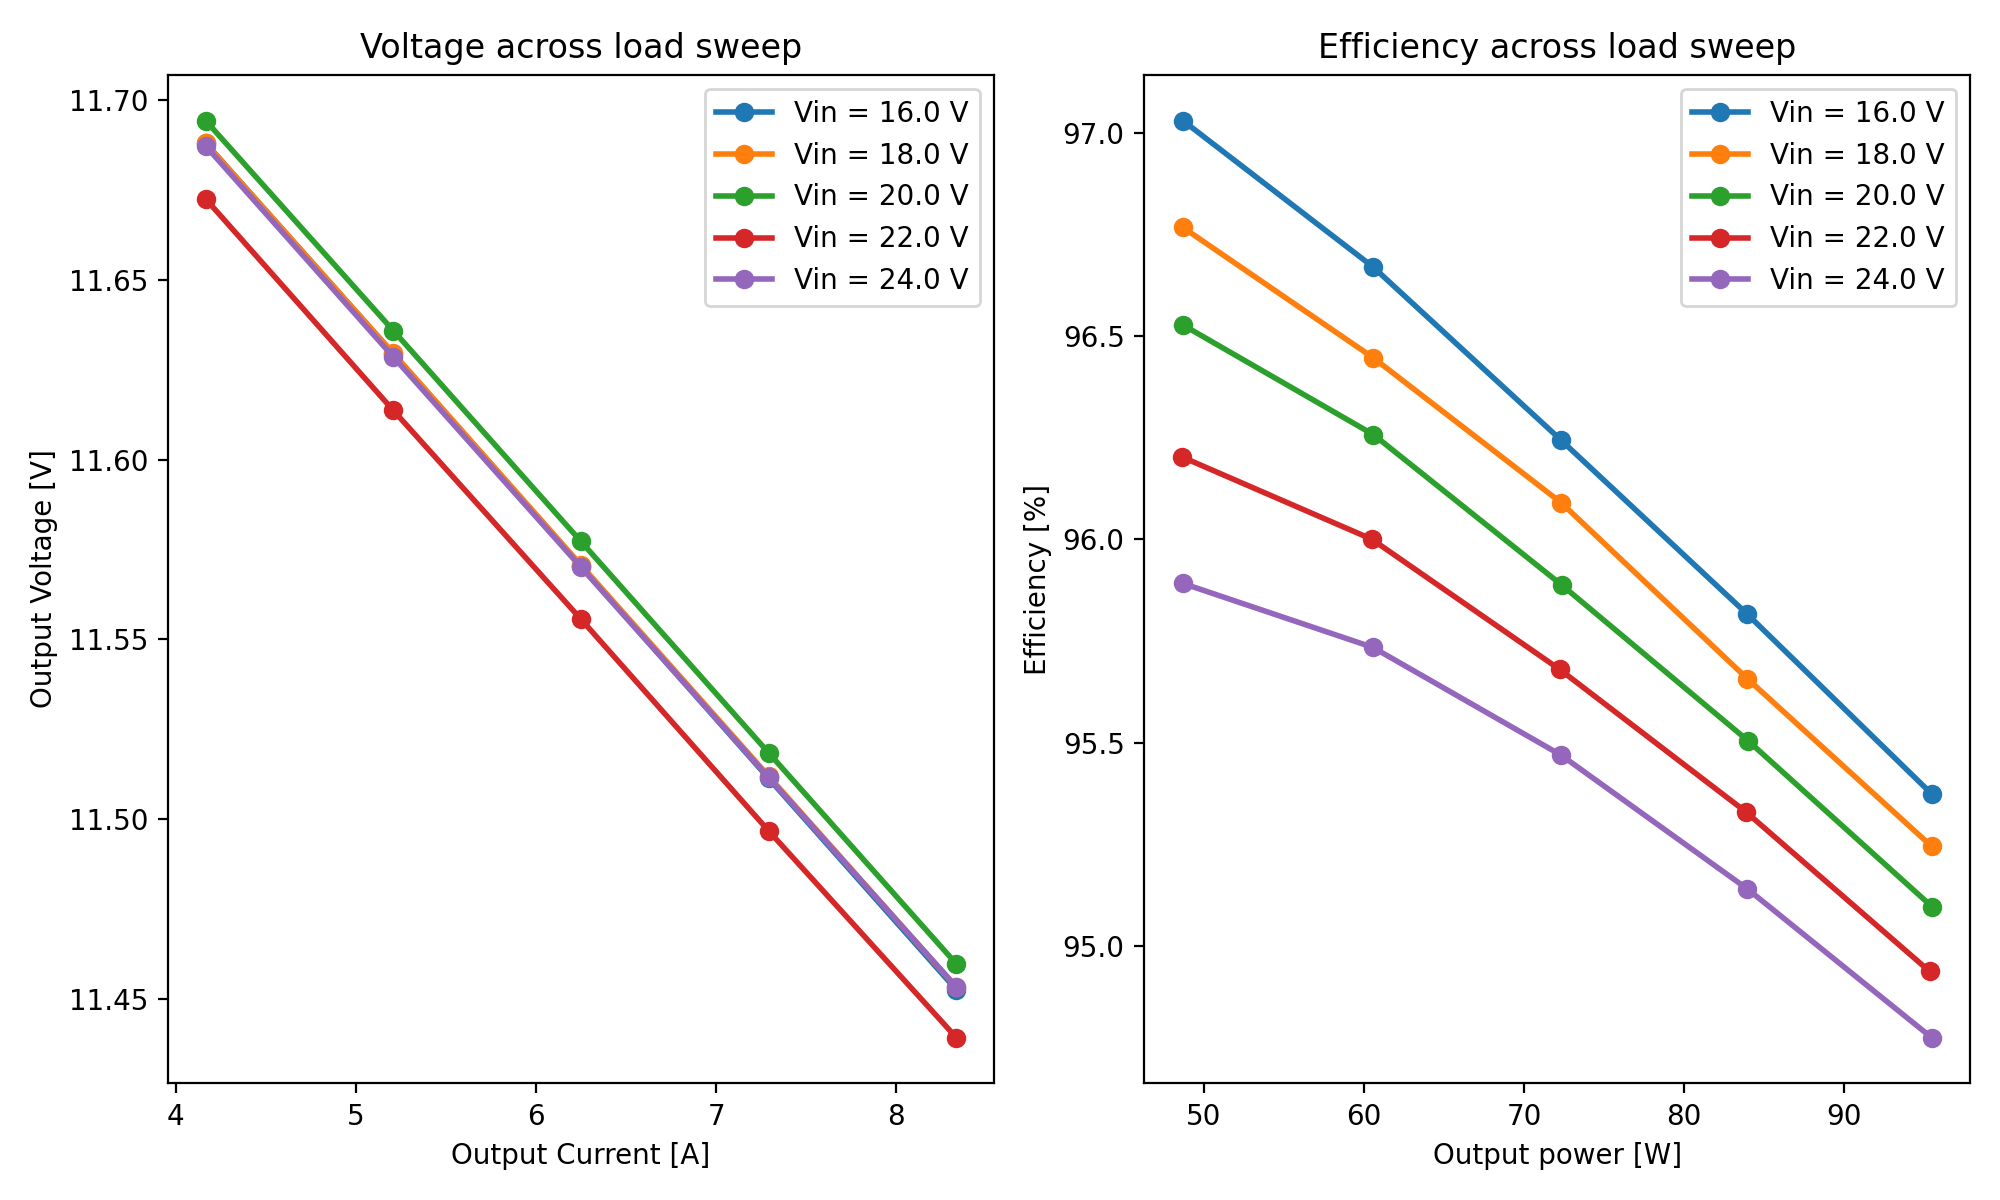 Voltage across load sweep
11.70
11.65
11.60
11.55
11.50
11.45
Output Voltage [V]
4 5 6 7 8
Output Current [A]
Vin = 16.0 V
Vin = 18.0 V
Vin = 20.0 V
Vin = 22.0 V
Vin = 24.0 V
Efficiency across load sweep
97.0
96.5
96.0
95.5
95.0
Efficiency [%]
50 60 70 80 90
Output power [W]
Vin = 16.0 V
Vin = 18.0 V
Vin = 20.0 V
Vin = 22.0 V
Vin = 24.0 V